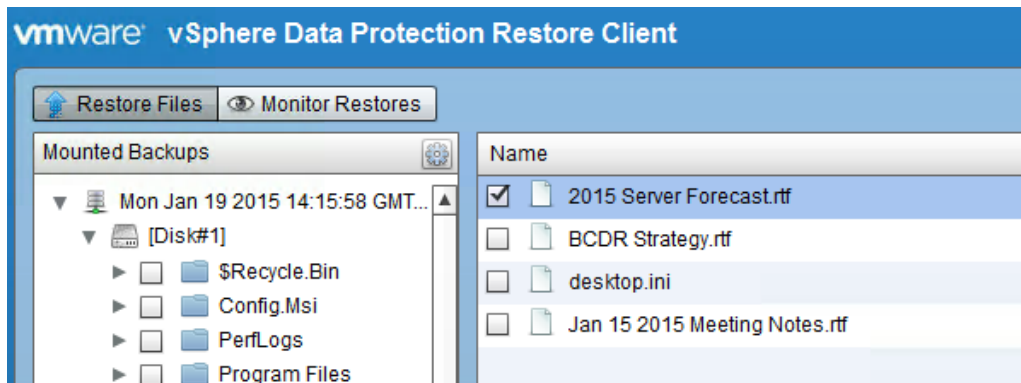 vmware vSphere Data Protection Restore Client
Restore Files Monitor Restores
Mounted Backups
Mon Jan 19 2015 14:15:58 GMT...
[Disk#1]
$Recycle.Bin
Config.Msi
PerfLogs
Program Files
Name
2015 Server Forecast.rtf
BCDR Strategy.rtf
desktop.ini
Jan 15 2015 Meeting Notes.rtf